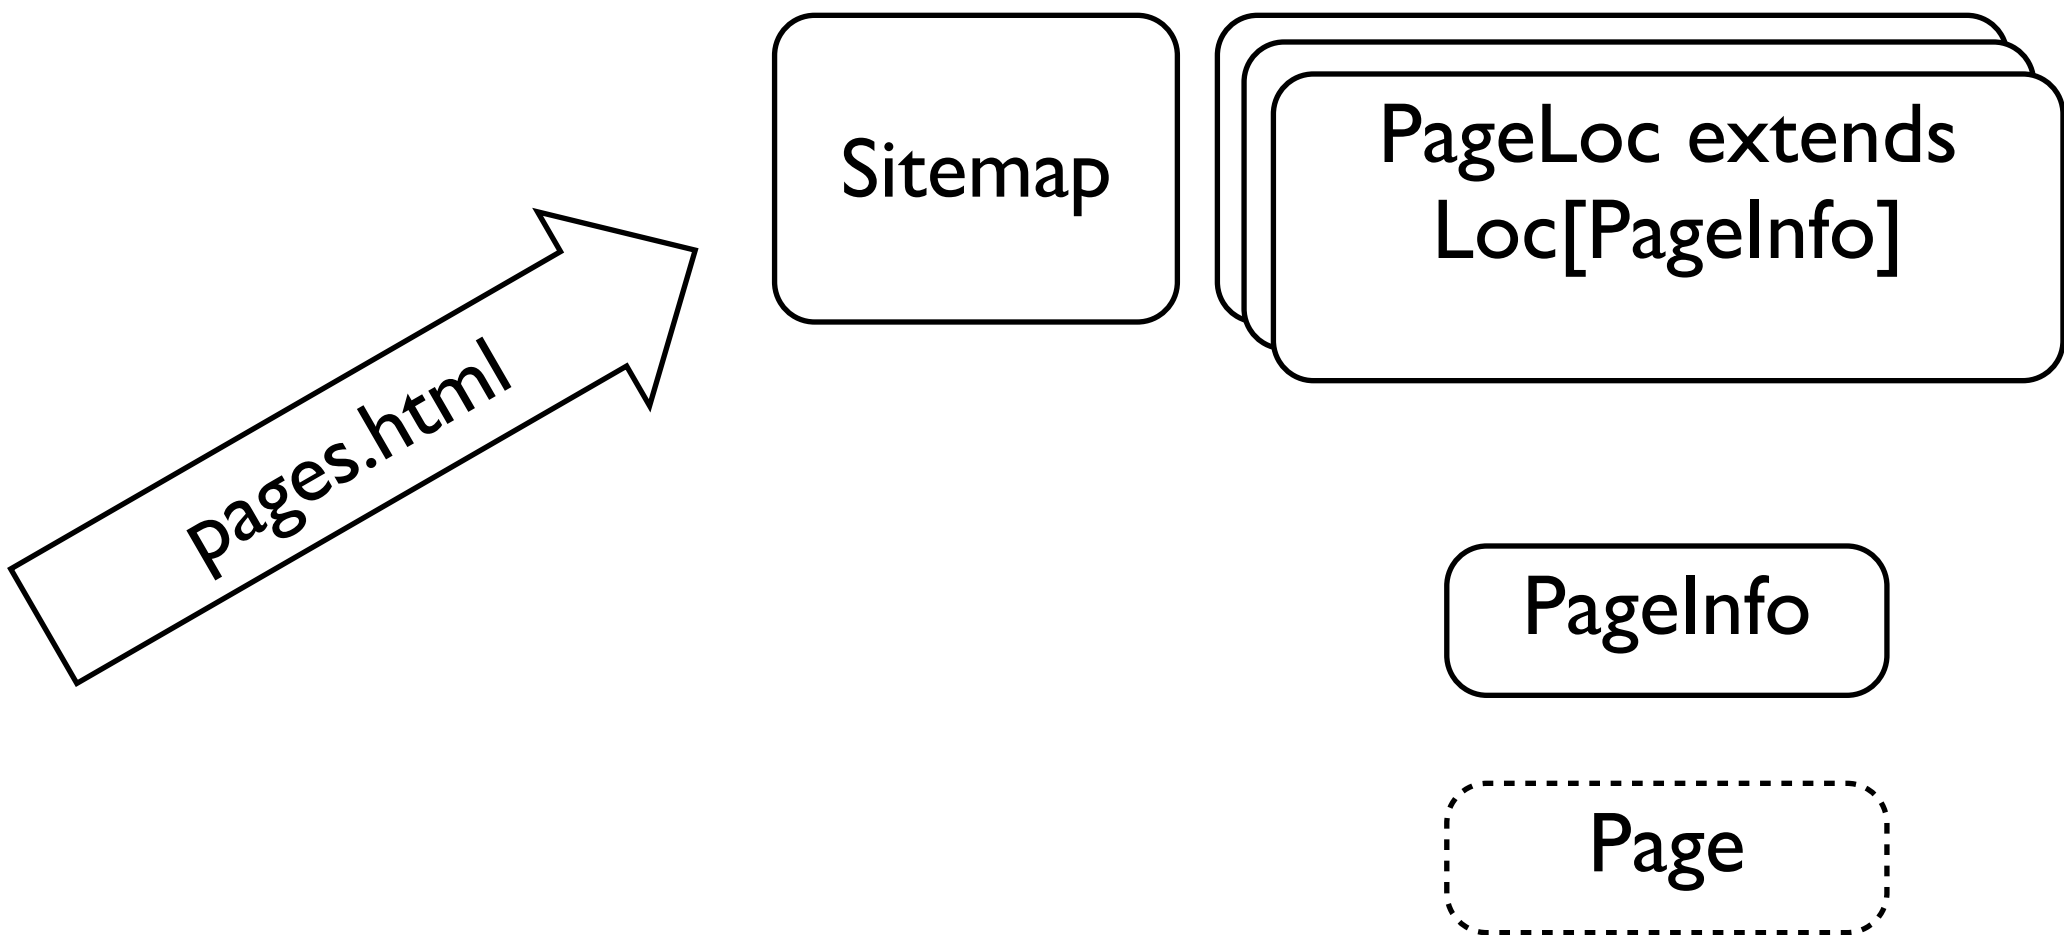 Sitemap
PageLoc extends
Loc[PageInfo]
pages.html
PageInfo
Page